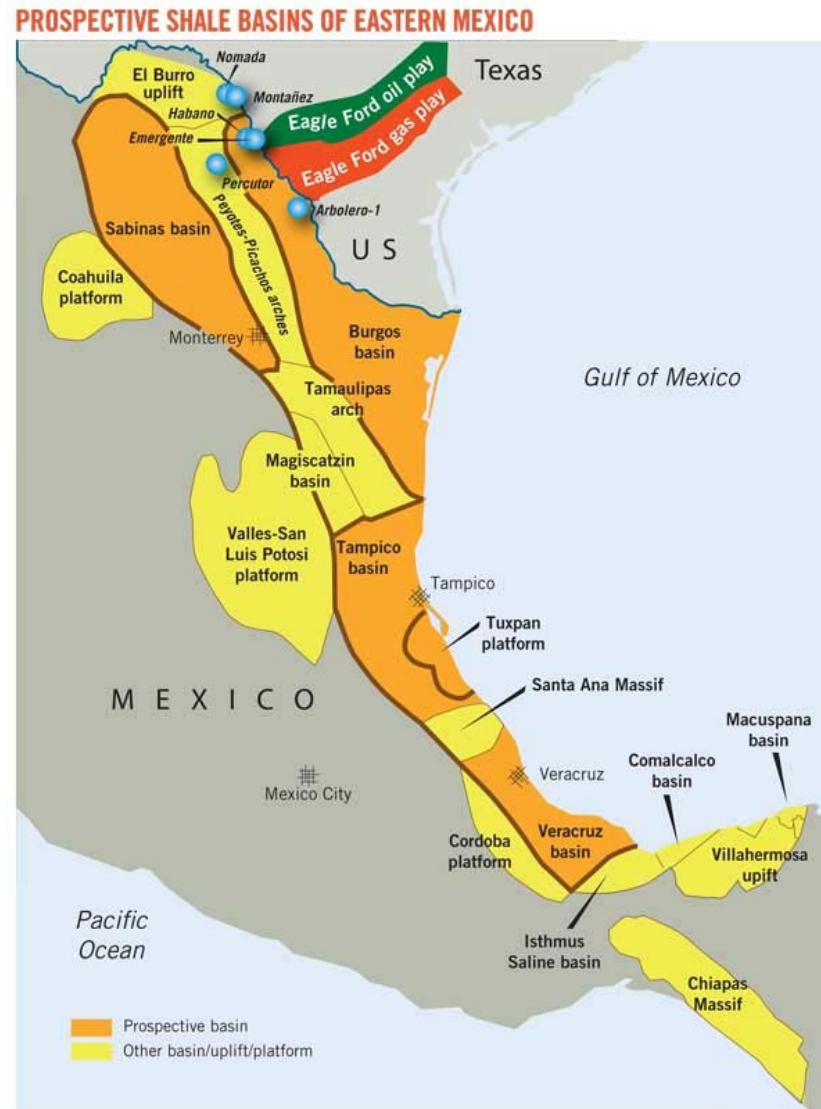 PROSPECTIVE SHALE BASINS OF EASTERN MEXICO
Nomada
El Burro
uplift
Texas
Montañez
Habano
Eagle Ford oil play
Emergente
Eagle Ford gas play
Percutor
Arbolero-1
Peyotes-Picachos arches
Sabinas basin
U S
Coahuila
platform
Monterrey
Burgos
basin
Gulf of Mexico
Tamaulipas
arch
Magiscatzin
basin
Valles-San
Luis Potosi
platform
Tampico
basin
Tampico
Tuxpan
platform
Santa Ana Massif
MEXICO
Macuspana
basin
Comalcalco
basin
Veracruz
Mexico City
Cordoba
platform
Veracruz
basin
Villahermosa
upift
Pacific
Ocean
Isthmus
Saline basin
Chiapas
Massif
Prospective basin
Other basin/uplift/platform